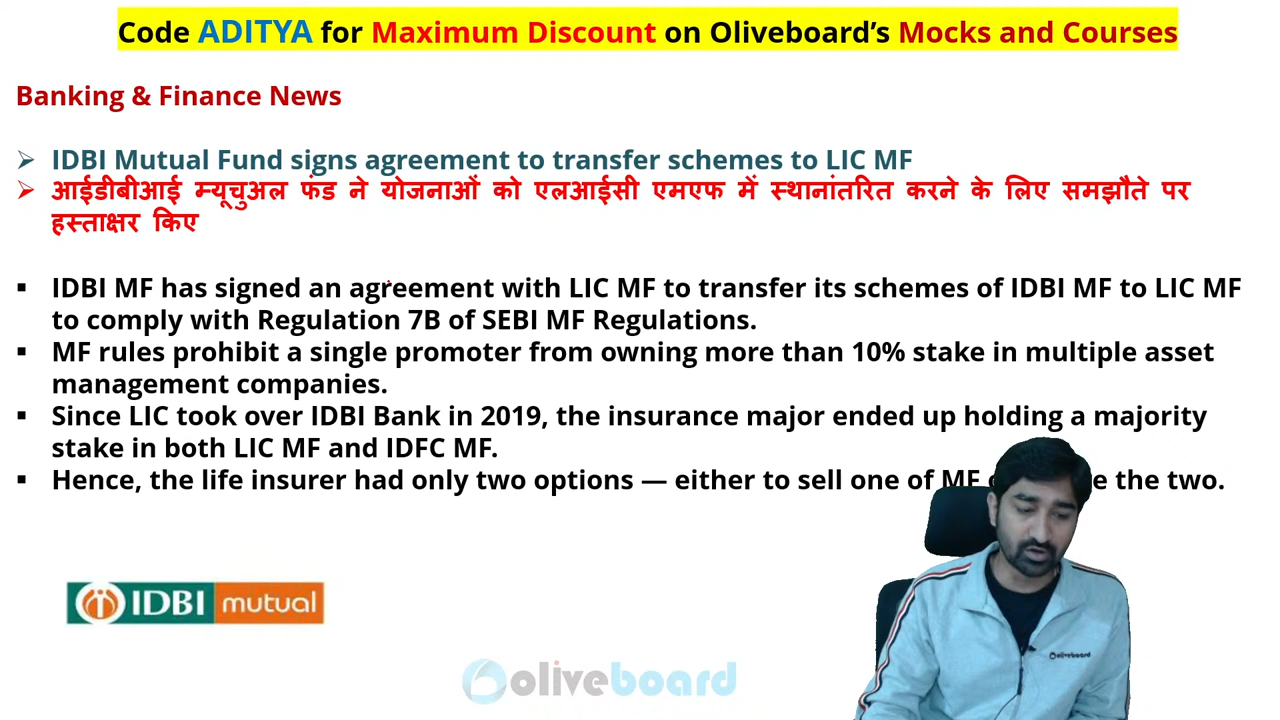 Code ADITYA for Maximum Discount on Oliveboard's Mocks and Courses
Banking & Finance News
IDBI Mutual Fund signs agreement to transfer schemes to LIC MF
आईडीबीआई म्यूचुअल फंड ने योजनाओं को एलआईसी एमएफ में स्थानांतरित करने के लिए समझौते पर
हस्ताक्षर किए
IDBI MF has signed an agreement with LIC MF to transfer its schemes of IDBI MF to LIC MF
to comply with Regulation 7B of SEBI MF Regulations.
MF rules prohibit a single promoter from owning more than 10% stake in multiple asset
management companies.
Since LIC took over IDBI Bank in 2019, the insurance major ended up holding a majority
stake in both LIC MF and IDFC MF.
Hence, the life insurer had only two options — either to sell one of MF the two.
IDBI mutual
oliveboard
oliveboard